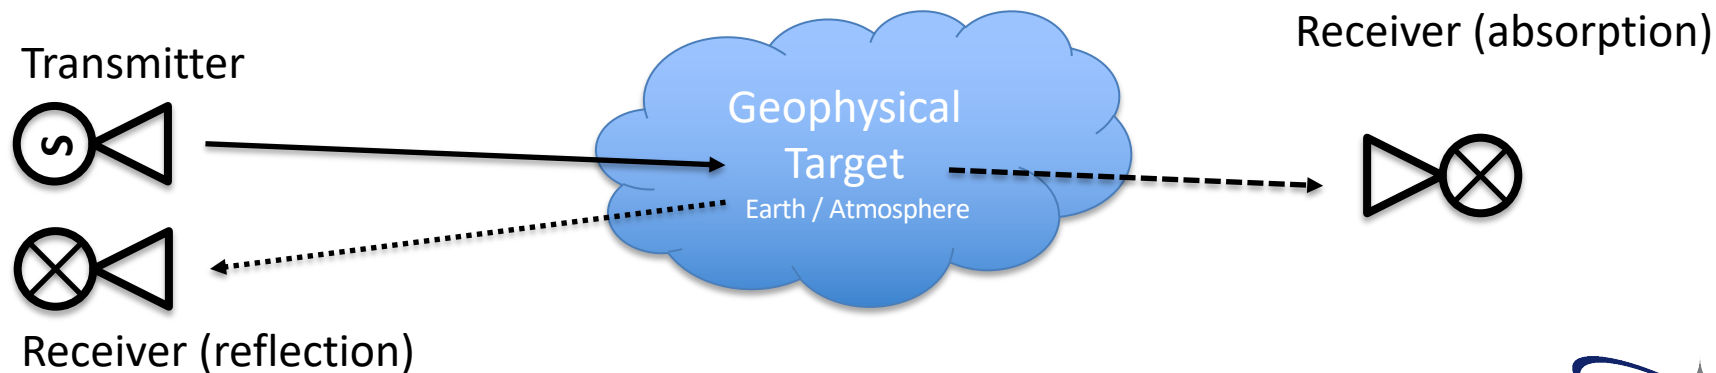 Receiver (absorption)
Transmitter
S
Geophysical
Target
Earth / Atmosphere
Receiver (reflection)